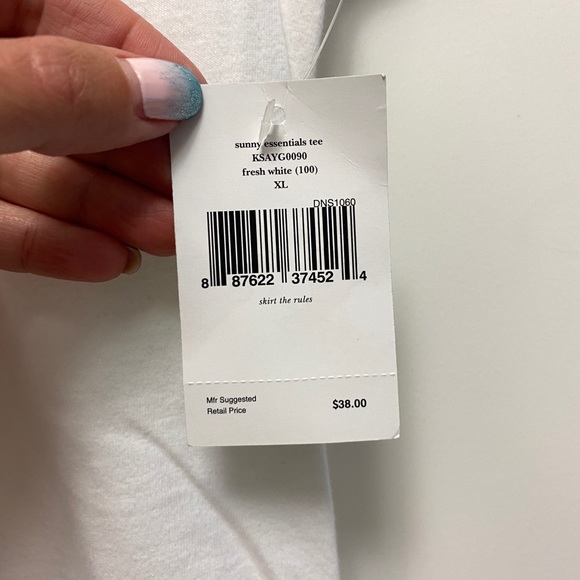 sunny essentials tee
KSAYG0090
fresh white (100)
XL
DNS1060
8 87622 37452 4
skirt the rules
Mfr Suggested
Retail Price
$38.00